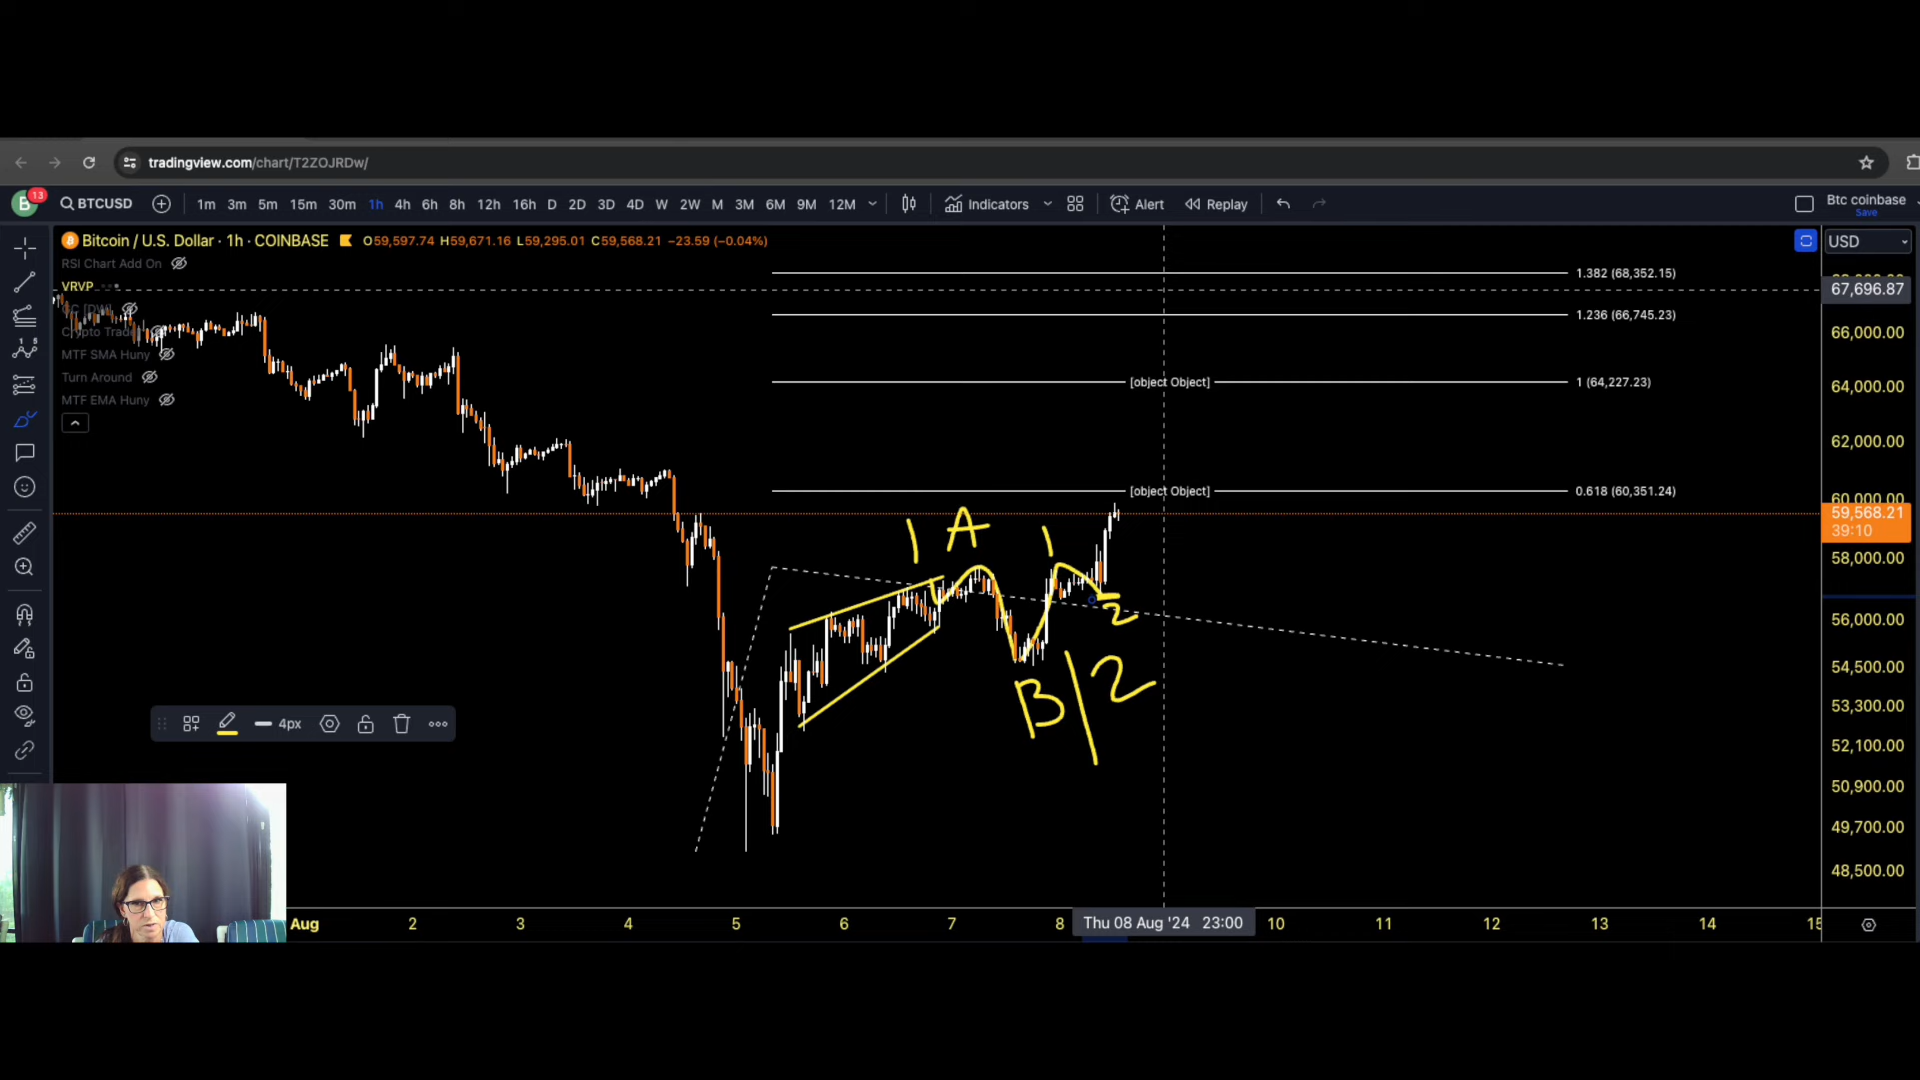 tradingview.com/chart/T2ZOJRDw/
B 13 BTCUSD 1m 3m 5m 15m 30m 1h 4h 6h 8h 12h 16h D 2D 3D 4D W 2W M 3M 6M 9M 12M Indicators Alert Replay Btc coinbase
Save
Bitcoin / U.S. Dollar · 1h · COINBASE O59,597.74 H59,671.16 L59,295.01 C59,568.21 −23.59 (−0.04%) USD
RSI Chart Add On
VRVP
Crypto Trade
MTF SMA Huny
Turn Around
MTF EMA Huny
1.382 (68,352.15)
67,696.87
1.236 (66,745.23)
66,000.00
[object Object] 1 (64,227.23)
64,000.00
62,000.00
[object Object] 0.618 (60,351.24)
60,000.00
59,568.21
39:10
58,000.00
56,000.00
54,500.00
53,300.00
52,100.00
50,900.00
49,700.00
48,500.00
1 A 1
2
B/2
4px
Aug 2 3 4 5 6 7 8 Thu 08 Aug '24 23:00 10 11 12 13 14 15